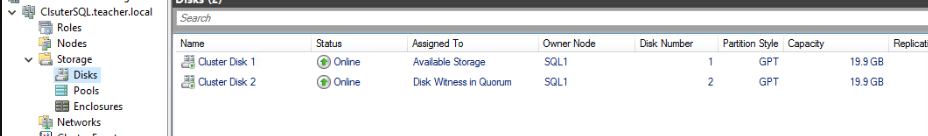 Disks (2)
ClsuterSQL.teacher.local
Search
Roles
Nodes
Name Status Assigned To Owner Node Disk Number Partition Style Capacity Replicati
Storage
Cluster Disk 1 Online Available Storage SQL1 1 GPT 19.9 GB
Disks
Cluster Disk 2 Online Disk Witness in Quorum SQL1 2 GPT 19.9 GB
Pools
Enclosures
Networks